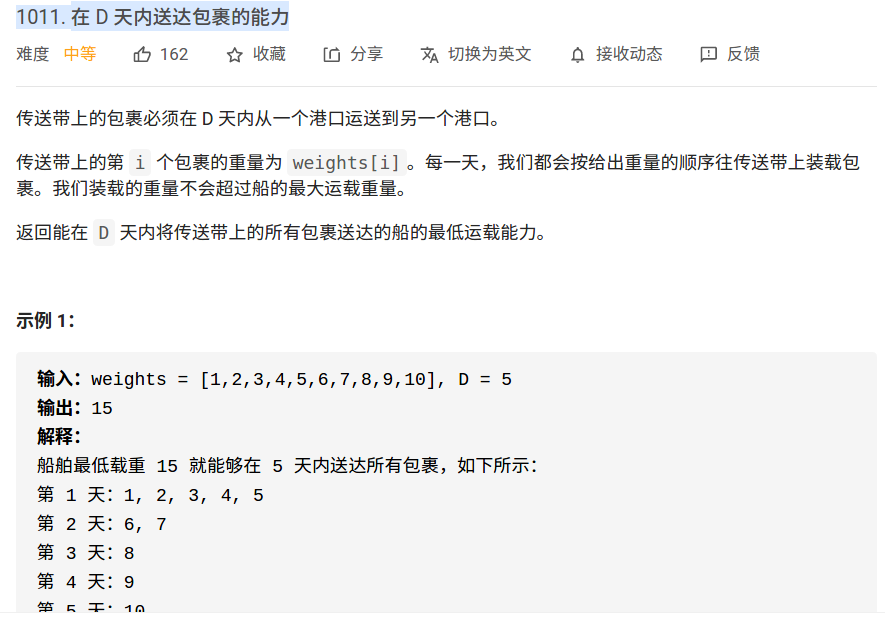 1011. 在 D 天内送达包裹的能力
难度 中等 162 收藏 分享 切换为英文 接收动态 反馈
传送带上的包裹必须在 D 天内从一个港口运送到另一个港口。
传送带上的第 i 个包裹的重量为 weights[i] 。每一天，我们都会按给出重量的顺序往传送带上装载包
裹。我们装载的重量不会超过船的最大运载重量。
返回能在 D 天内将传送带上的所有包裹送达的船的最低运载能力。
示例 1：
输入：weights = [1,2,3,4,5,6,7,8,9,10], D = 5
输出：15
解释：
船舶最低载重 15 就能够在 5 天内送达所有包裹，如下所示：
第 1 天：1, 2, 3, 4, 5
第 2 天：6, 7
第 3 天：8
第 4 天：9
第 5 天：10